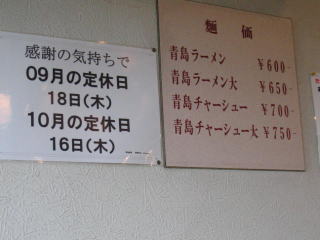 感謝の気持ちで
09月の定休日
18日(木)
10月の定休日
16日(木)
麺価
青島ラーメン ￥600-
青島ラーメン大 ￥650-
青島チャーシュー ￥700-
青島チャーシュー大 ￥750-